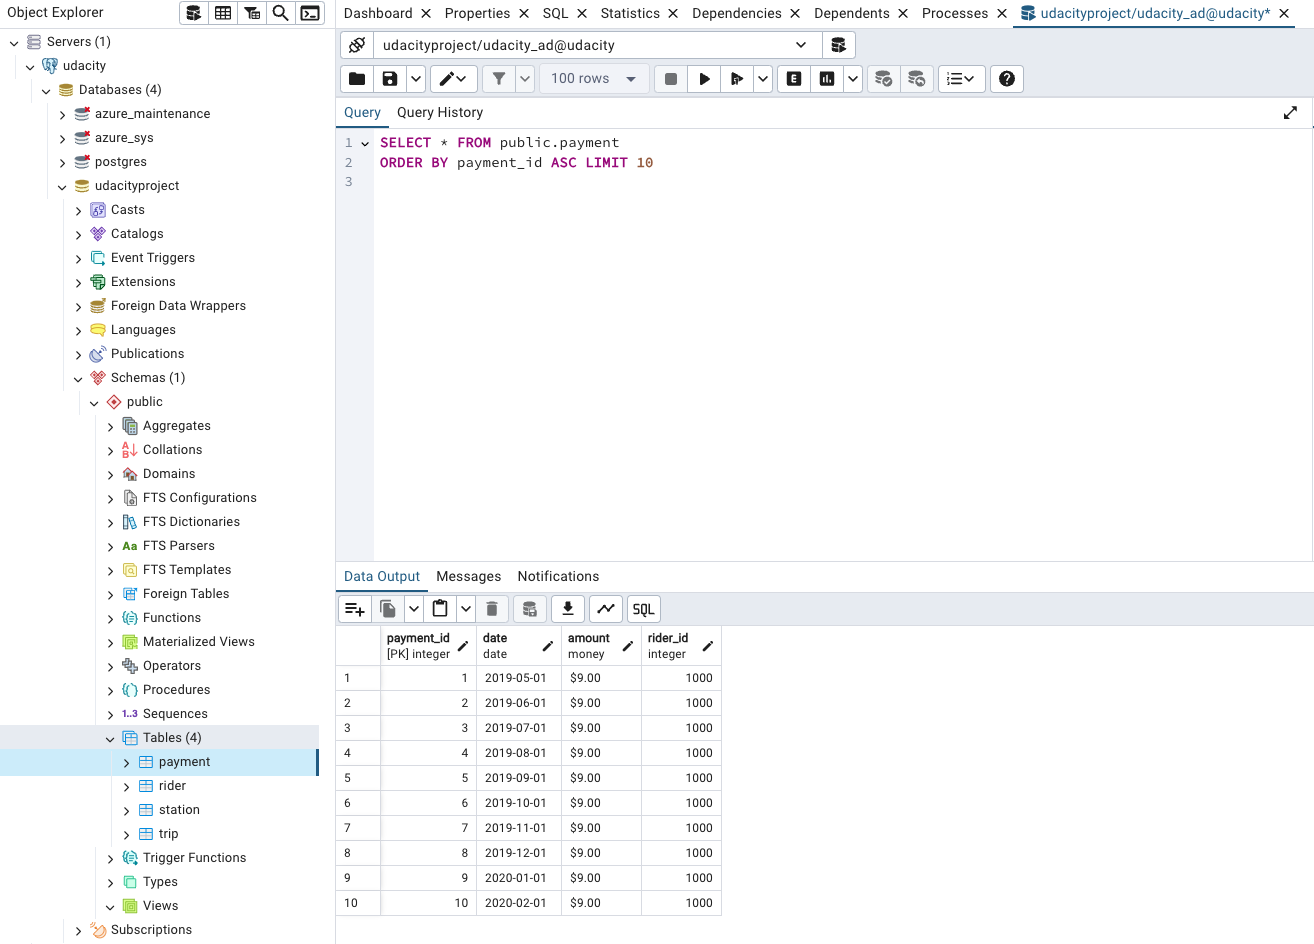 Object Explorer
Servers (1)
udacity
Databases (4)
azure_maintenance
azure_sys
postgres
udacityproject
Casts
Catalogs
Event Triggers
Extensions
Foreign Data Wrappers
Languages
Publications
Schemas (1)
public
Aggregates
Collations
Domains
FTS Configurations
FTS Dictionaries
Aa FTS Parsers
FTS Templates
Foreign Tables
Functions
Materialized Views
Operators
Procedures
1..3 Sequences
Tables (4)
payment
rider
station
trip
Trigger Functions
Types
Views
Subscriptions
Dashboard Properties SQL Statistics Dependencies Dependents Processes udacityproject/udacity_ad@udacity*
udacityproject/udacity_ad@udacity
100 rows
Query Query History
1 SELECT * FROM public.payment
2 ORDER BY payment_id ASC LIMIT 10
3
Data Output Messages Notifications
SQL
payment_id date amount rider_id
[PK] integer date money integer
1 1 2019-05-01 $9.00 1000
2 2 2019-06-01 $9.00 1000
3 3 2019-07-01 $9.00 1000
4 4 2019-08-01 $9.00 1000
5 5 2019-09-01 $9.00 1000
6 6 2019-10-01 $9.00 1000
7 7 2019-11-01 $9.00 1000
8 8 2019-12-01 $9.00 1000
9 9 2020-01-01 $9.00 1000
10 10 2020-02-01 $9.00 1000